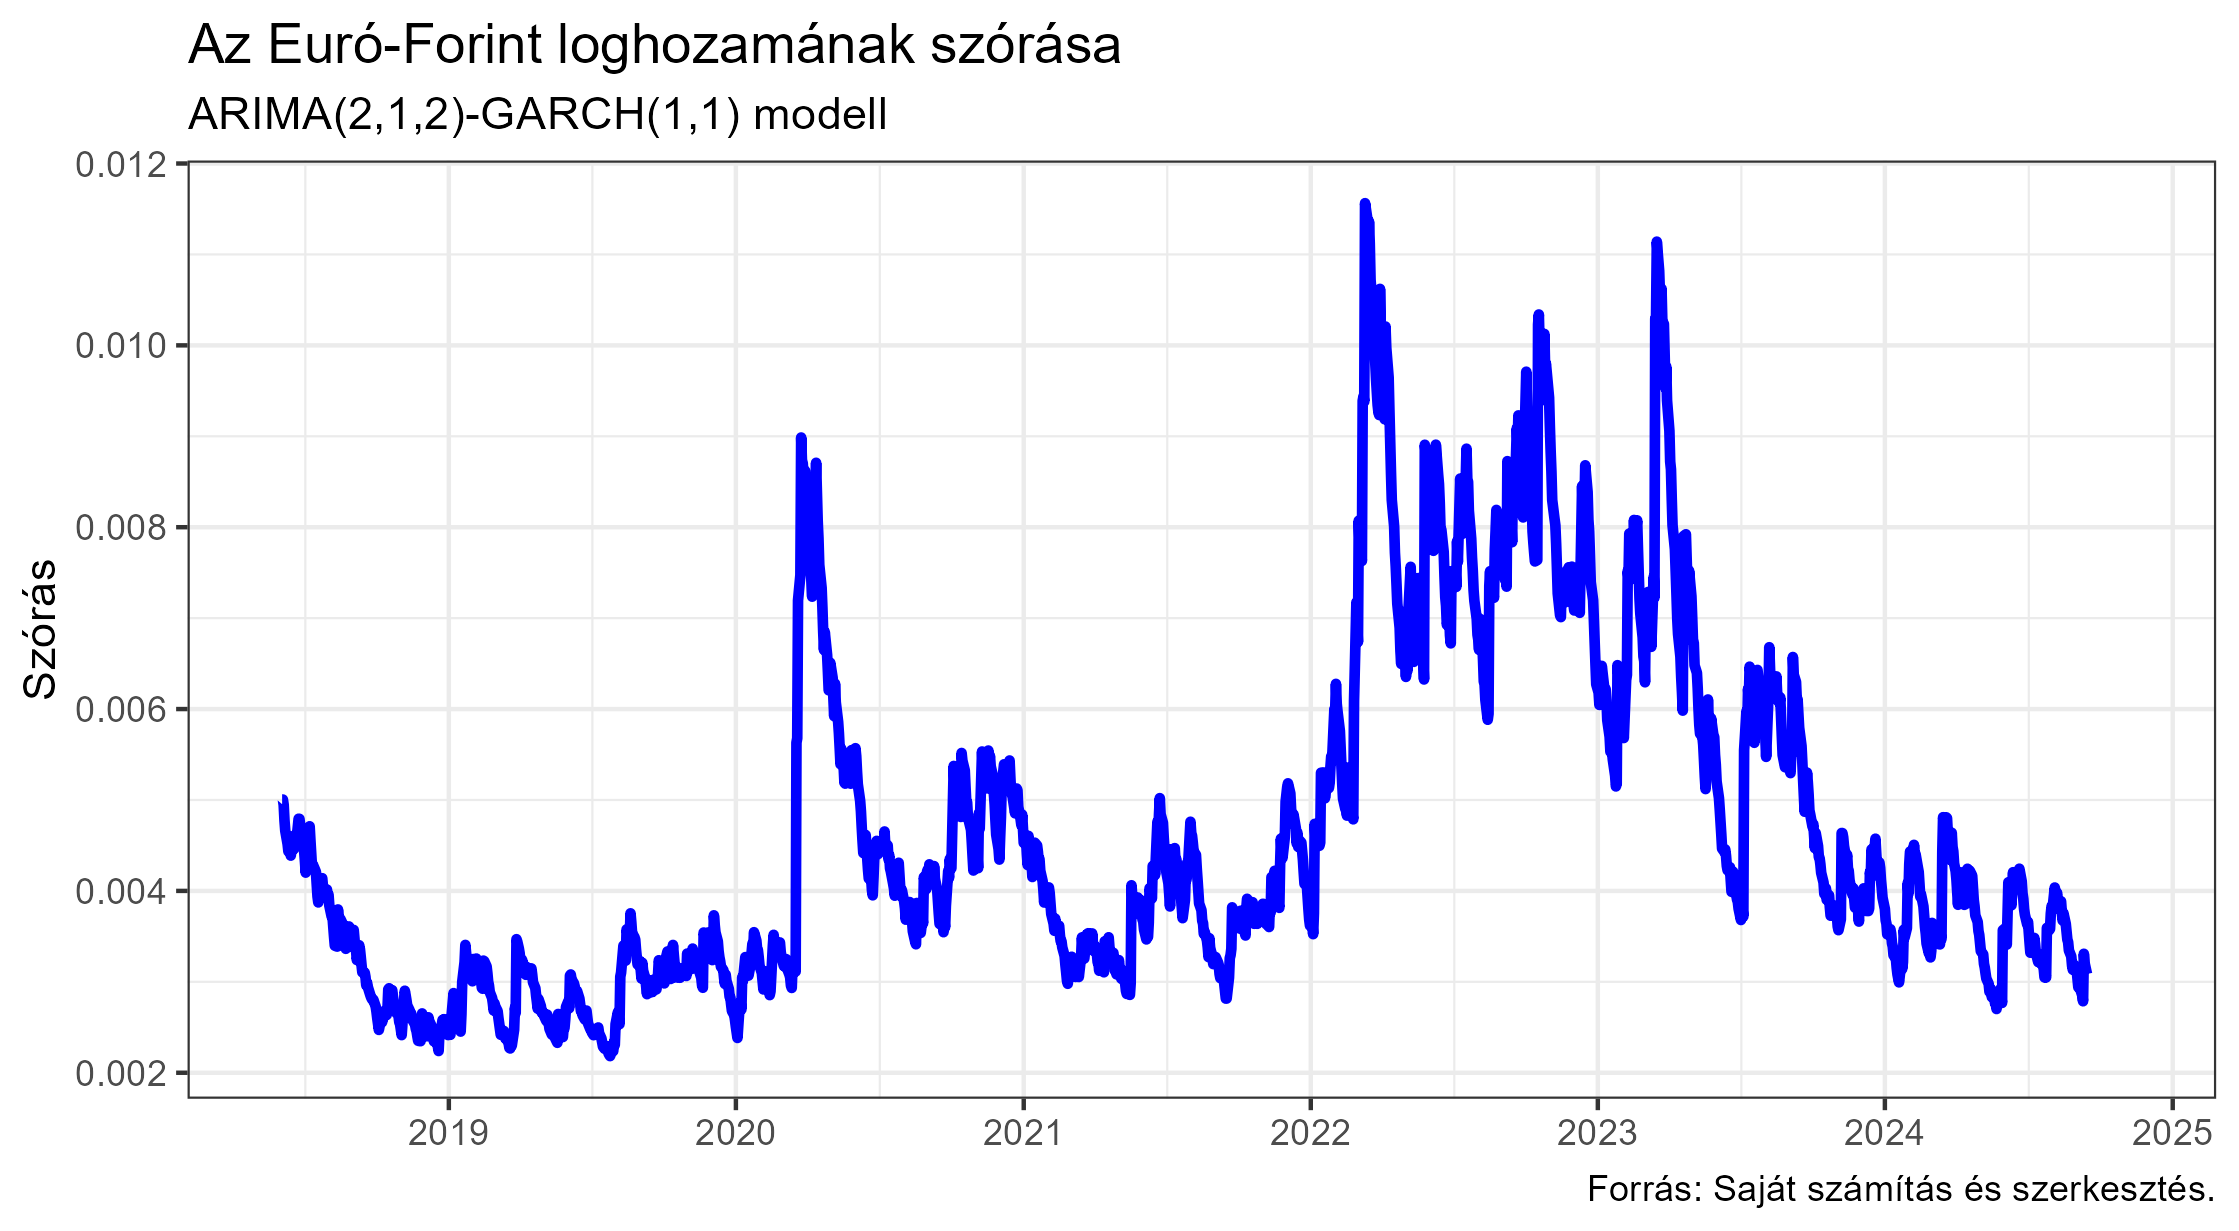 Az Euró-Forint loghozamának szórása
ARIMA(2,1,2)-GARCH(1,1) modell
0.012
0.010
0.008
0.006
0.004
0.002
Szórás
2019 2020 2021 2022 2023 2024 2025
Forrás: Saját számítás és szerkesztés.